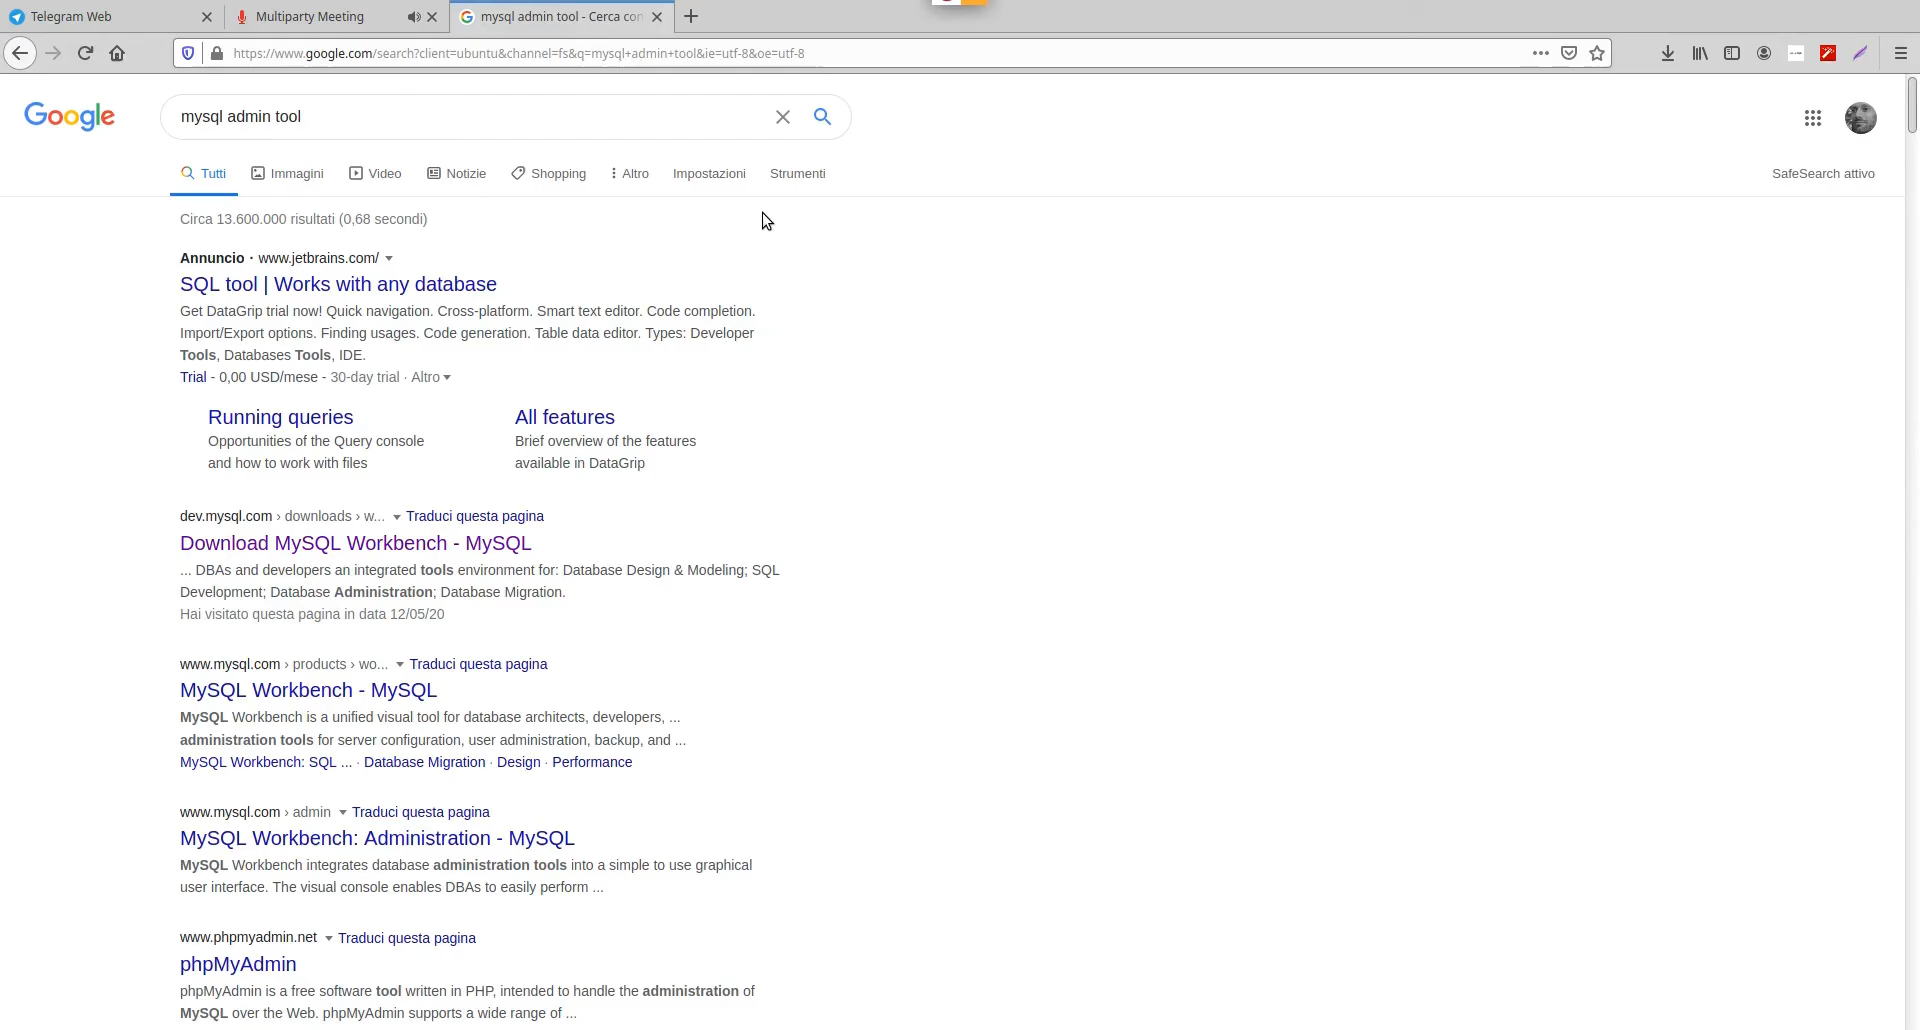 Telegram Web
Multiparty Meeting
mysql admin tool - Cerca con
https://www.google.com/search?client=ubuntu&channel=fs&q=mysql+admin+tool&ie=utf-8&oe=utf-8
Google
mysql admin tool
Tutti
Immagini
Video
Notizie
Shopping
Altro
Impostazioni
Strumenti
SafeSearch attivo
Circa 13.600.000 risultati (0,68 secondi)
Annuncio · www.jetbrains.com/
SQL tool | Works with any database
Get DataGrip trial now! Quick navigation. Cross-platform. Smart text editor. Code completion.
Import/Export options. Finding usages. Code generation. Table data editor. Types: Developer
Tools, Databases Tools, IDE.
Trial - 0,00 USD/mese - 30-day trial · Altro
Running queries
Opportunities of the Query console
and how to work with files
All features
Brief overview of the features
available in DataGrip
dev.mysql.com › downloads › w... Traduci questa pagina
Download MySQL Workbench - MySQL
... DBAs and developers an integrated tools environment for: Database Design & Modeling; SQL
Development; Database Administration; Database Migration.
Hai visitato questa pagina in data 12/05/20
www.mysql.com › products › wo... Traduci questa pagina
MySQL Workbench - MySQL
MySQL Workbench is a unified visual tool for database architects, developers, ...
administration tools for server configuration, user administration, backup, and ...
MySQL Workbench: SQL ... · Database Migration · Design · Performance
www.mysql.com › admin Traduci questa pagina
MySQL Workbench: Administration - MySQL
MySQL Workbench integrates database administration tools into a simple to use graphical
user interface. The visual console enables DBAs to easily perform ...
www.phpmyadmin.net Traduci questa pagina
phpMyAdmin
phpMyAdmin is a free software tool written in PHP, intended to handle the administration of
MySQL over the Web. phpMyAdmin supports a wide range of ...